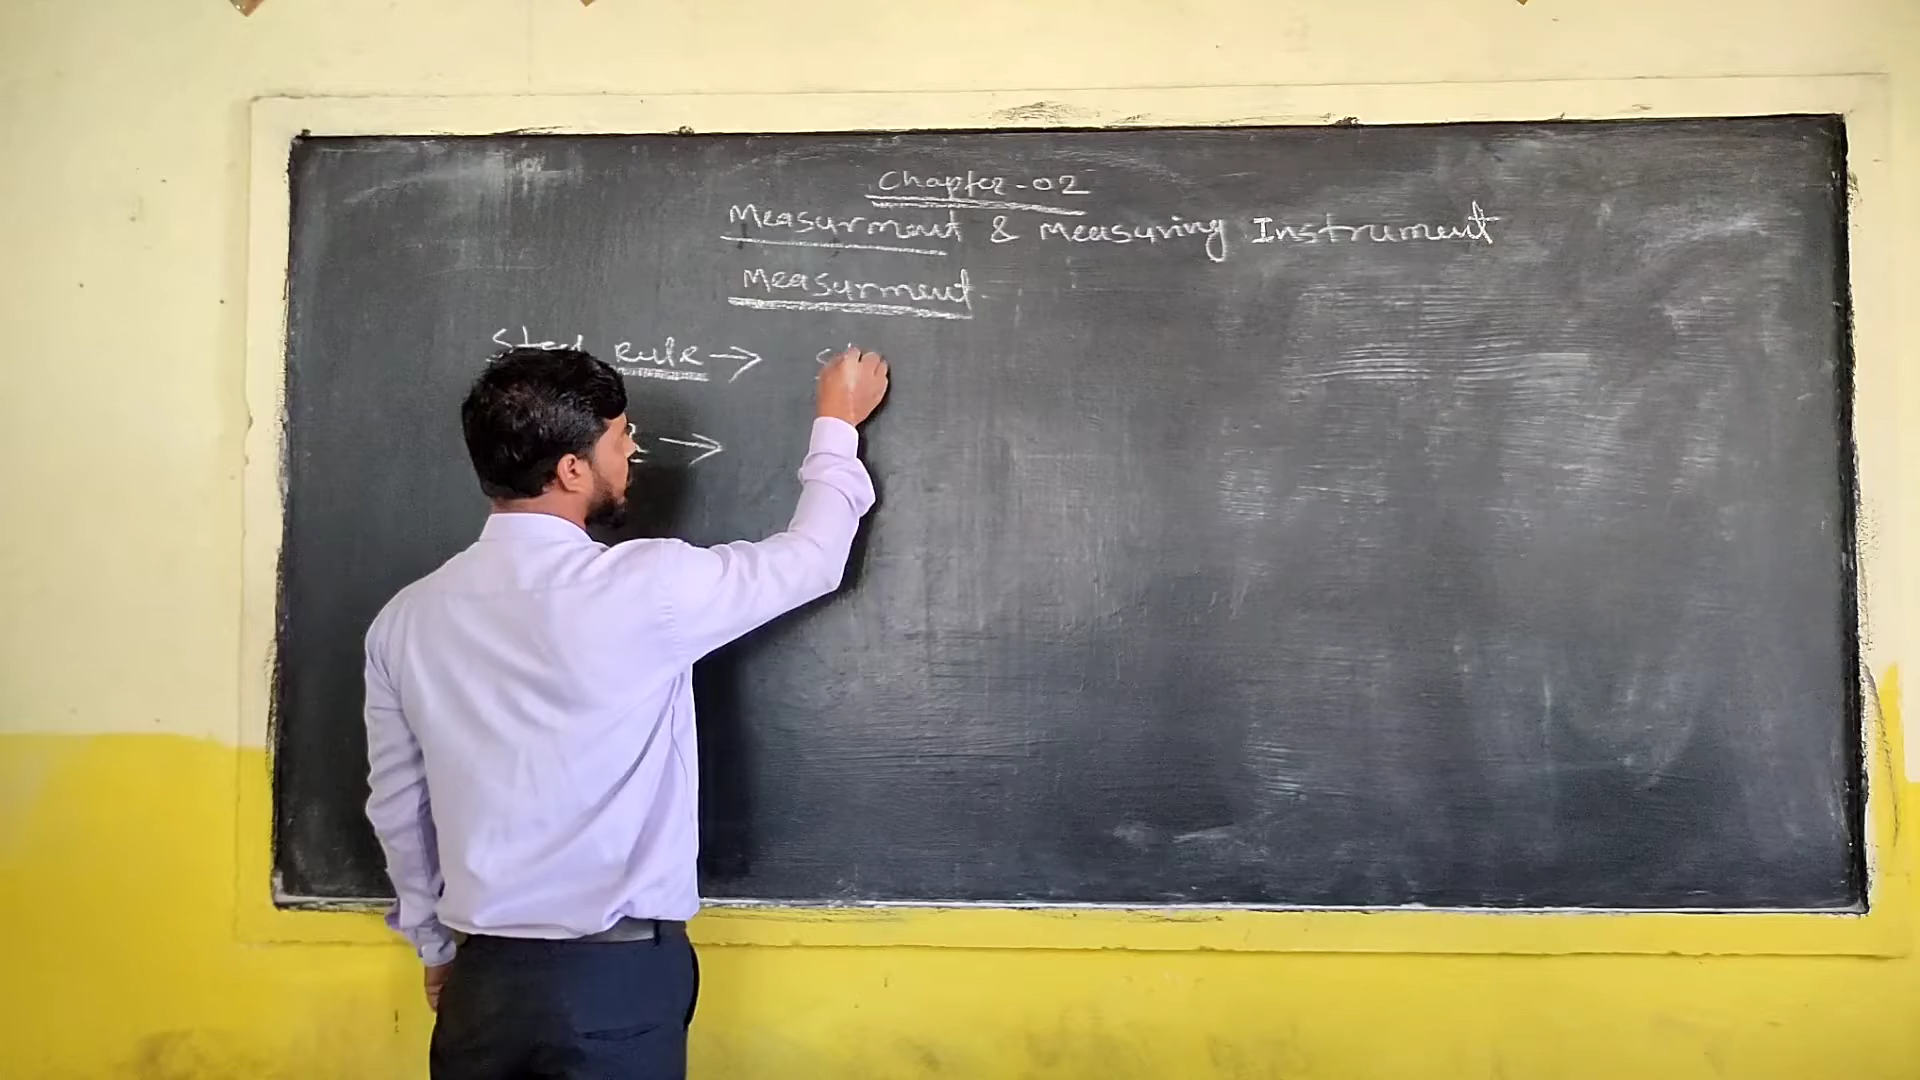 Chapter-02
Measurment & Measuring Instrument
Measurment
Steel Rule →
→